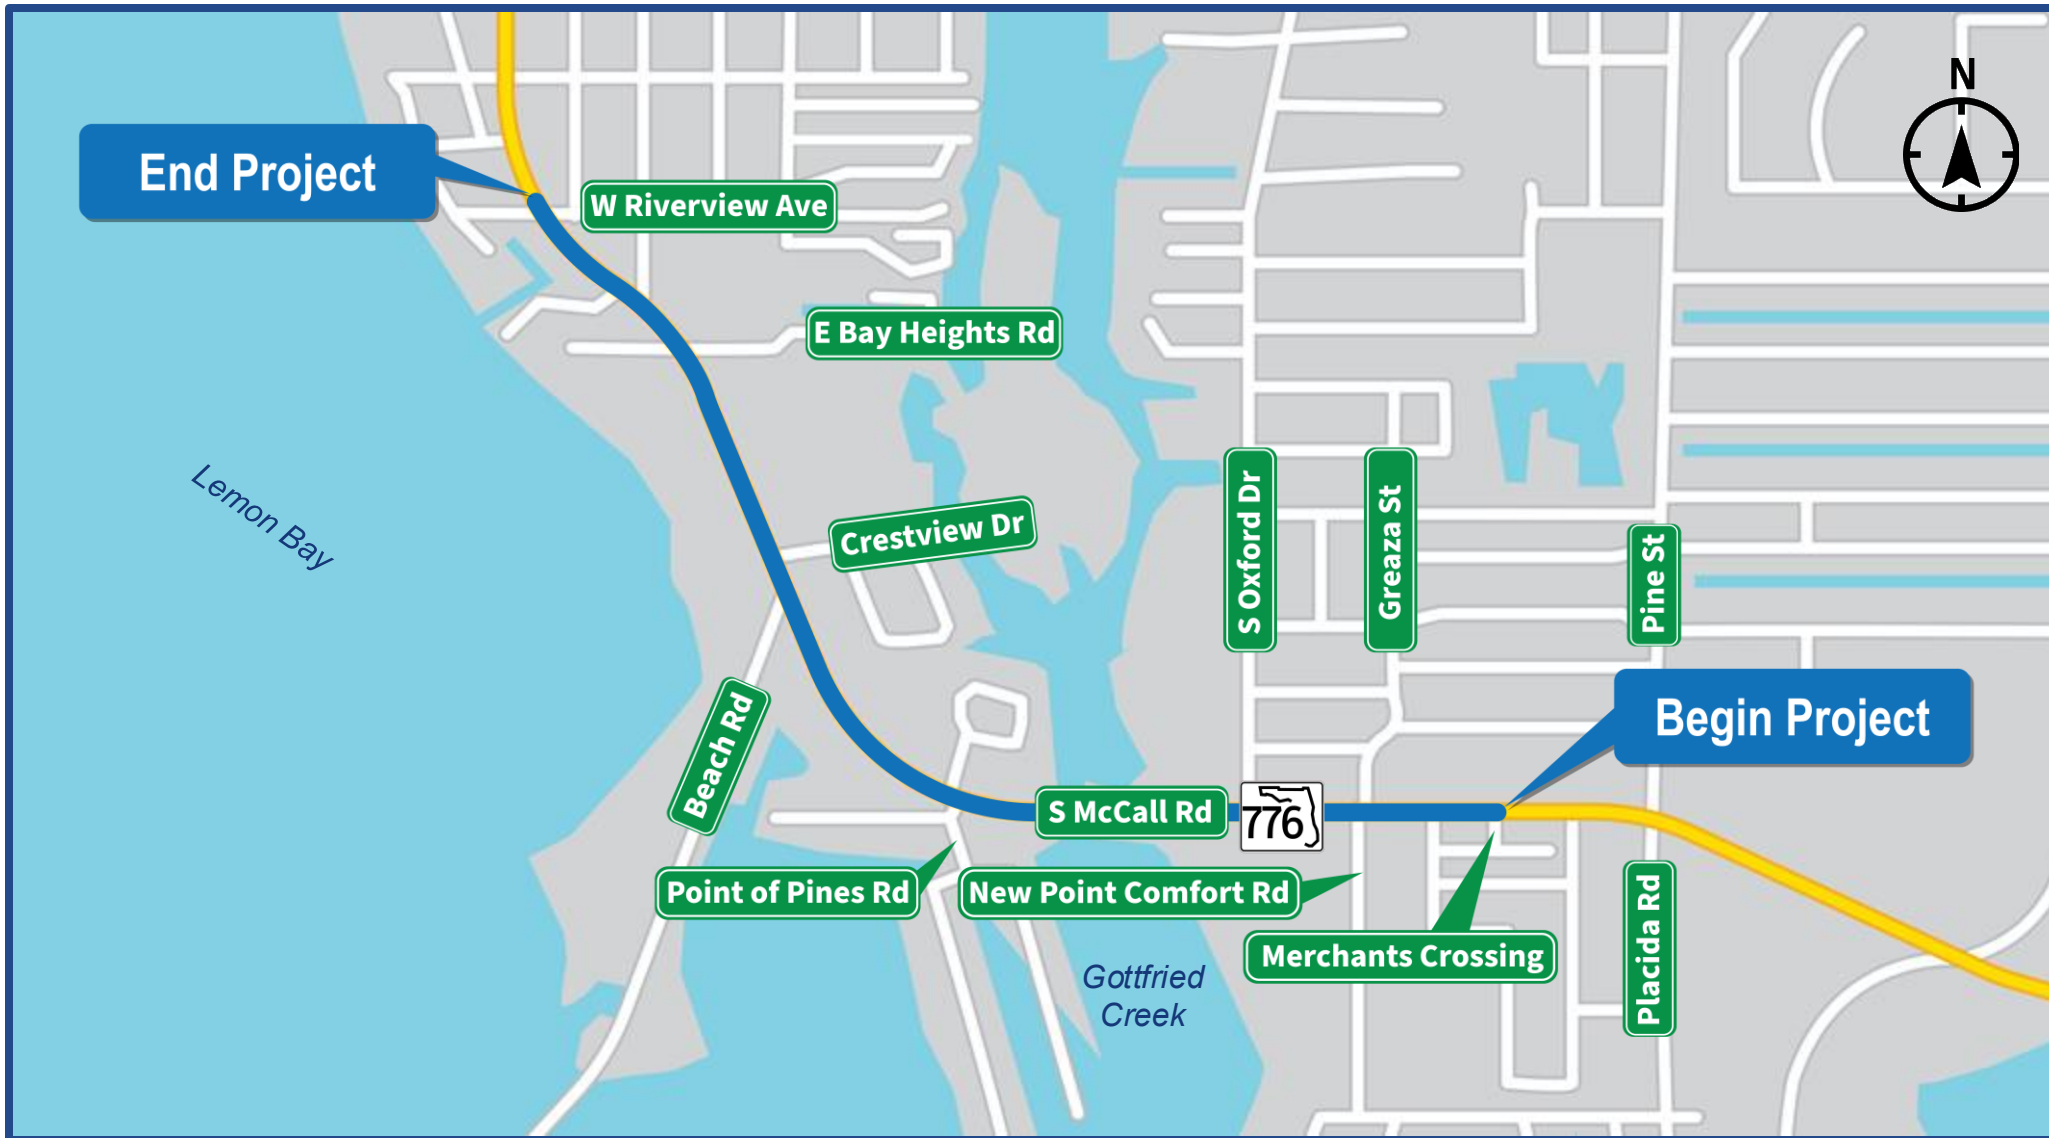 N
End Project
W Riverview Ave
E Bay Heights Rd
Lemon Bay
Crestview Dr
S Oxford Dr
Greaza St
Pine St
Beach Rd
Begin Project
S McCall Rd
776
Point of Pines Rd
New Point Comfort Rd
Merchants Crossing
Placida Rd
Gottfried
Creek